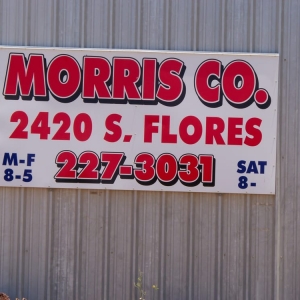 MORRIS CO.
2420 S. FLORES
M-F 227-3031 SAT
8-5 8-